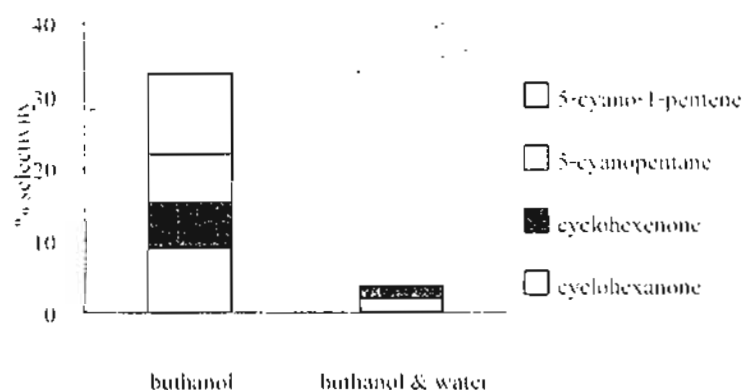 40
30
20
10
0
% selectivity
5-cyano-1-pentene
5-cyanopentane
cyclohexenone
cyclohexanone
buthanol
buthanol & water